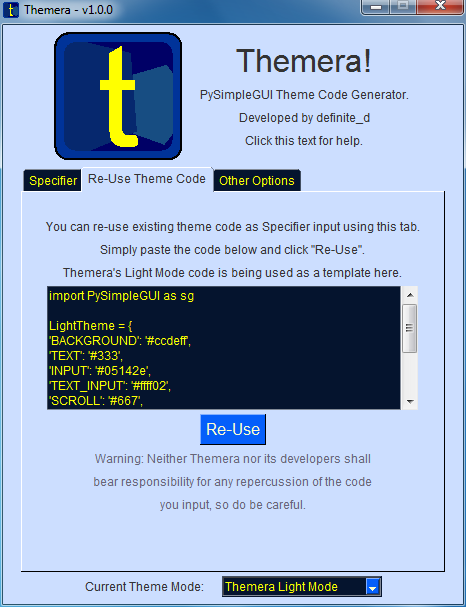 Themera - v1.0.0
t
Themera!
PySimpleGUI Theme Code Generator.
Developed by definite_d
Click this text for help.
Specifier
Re-Use Theme Code
Other Options
You can re-use existing theme code as Specifier input using this tab.
Simply paste the code below and click "Re-Use".
Themera's Light Mode code is being used as a template here.
import PySimpleGUI as sg
LightTheme = {
'BACKGROUND': '#ccdeff',
'TEXT': '#333',
'INPUT': '#05142e',
'TEXT_INPUT': '#ffff02',
'SCROLL': '#667',
Re-Use
Warning: Neither Themera nor its developers shall
bear responsibility for any repercussion of the code
you input, so do be careful.
Current Theme Mode:
Themera Light Mode